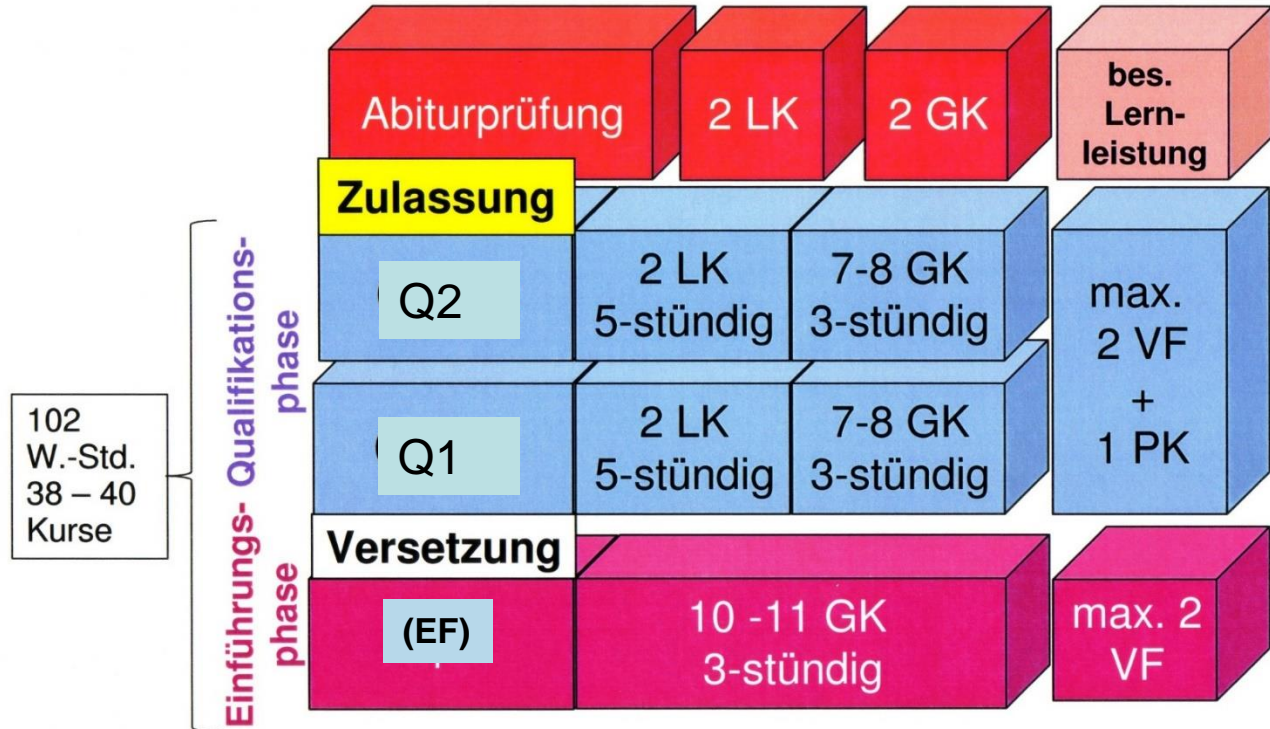 Abiturprüfung
2 LK
2 GK
bes.
Lern-
leistung
Zulassung
Q2
2 LK
5-stündig
7-8 GK
3-stündig
max.
2 VF
+
1 PK
Qualifikations-
phase
Q1
2 LK
5-stündig
7-8 GK
3-stündig
102
W.-Std.
38 – 40
Kurse
Versetzung
Einführungs-
phase
(EF)
10 -11 GK
3-stündig
max. 2
VF